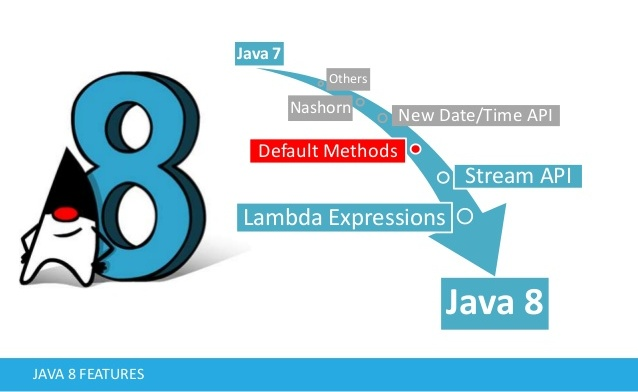 8
Java 7
Others
Nashorn
New Date/Time API
Default Methods
Stream API
Lambda Expressions
Java 8
JAVA 8 FEATURES